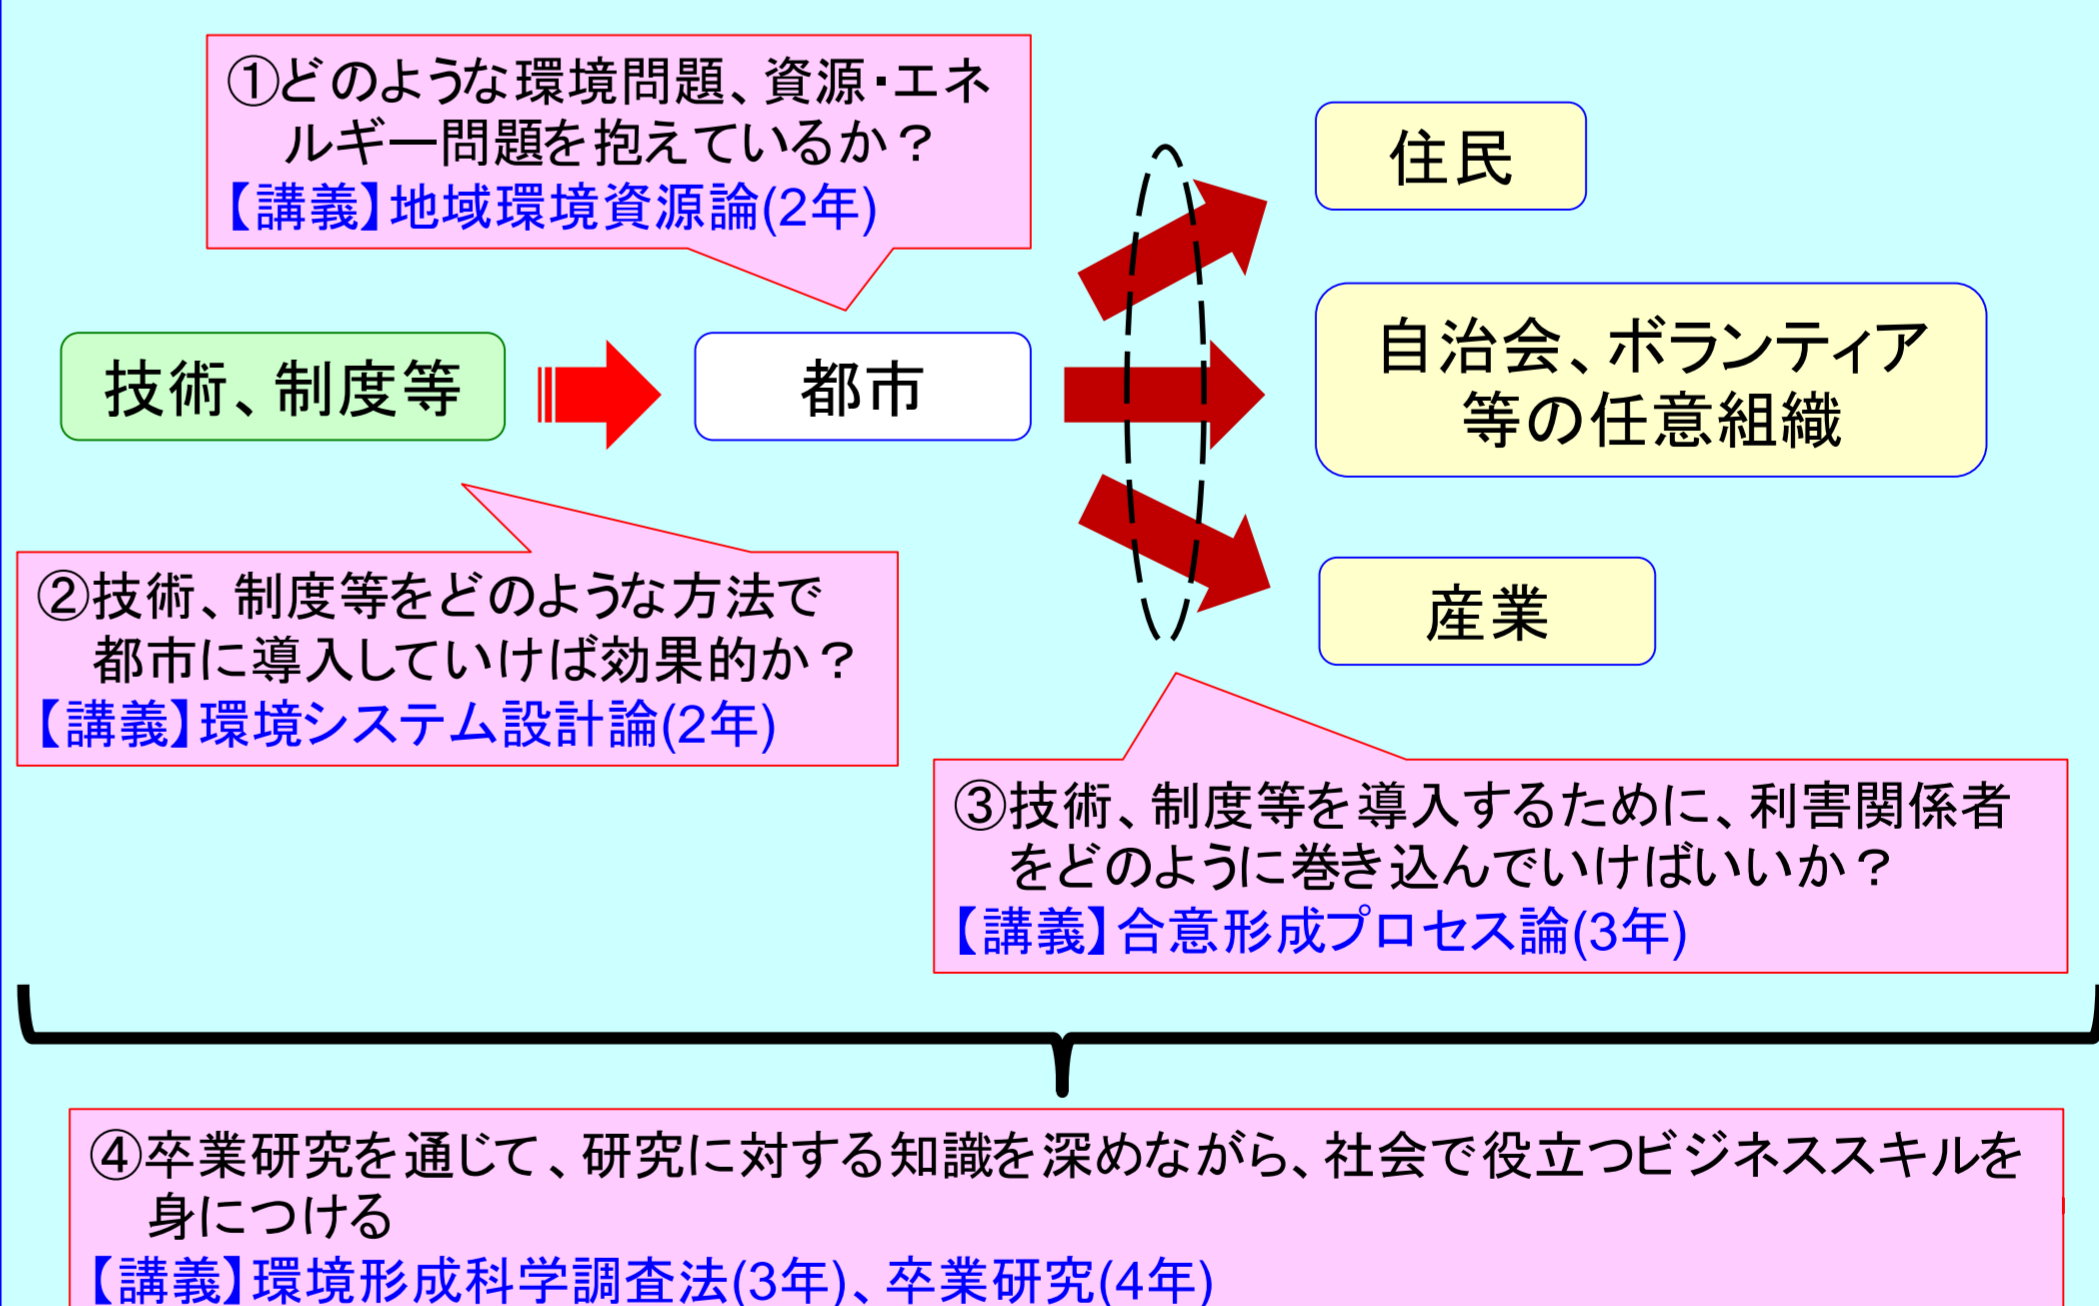 ①どのような環境問題、資源・エネ
ルギー問題を抱えているか？
【講義】地域環境資源論(2年)
住民
自治会、ボランティア
等の任意組織
技術、制度等
都市
産業
②技術、制度等をどのような方法で
都市に導入していけば効果的か？
【講義】環境システム設計論(2年)
③技術、制度等を導入するために、利害関係者
をどのように巻き込んでいけばいいか？
【講義】合意形成プロセス論(3年)
④卒業研究を通じて、研究に対する知識を深めながら、社会で役立つビジネススキルを
身につける
【講義】環境形成科学調査法(3年)、卒業研究(4年)